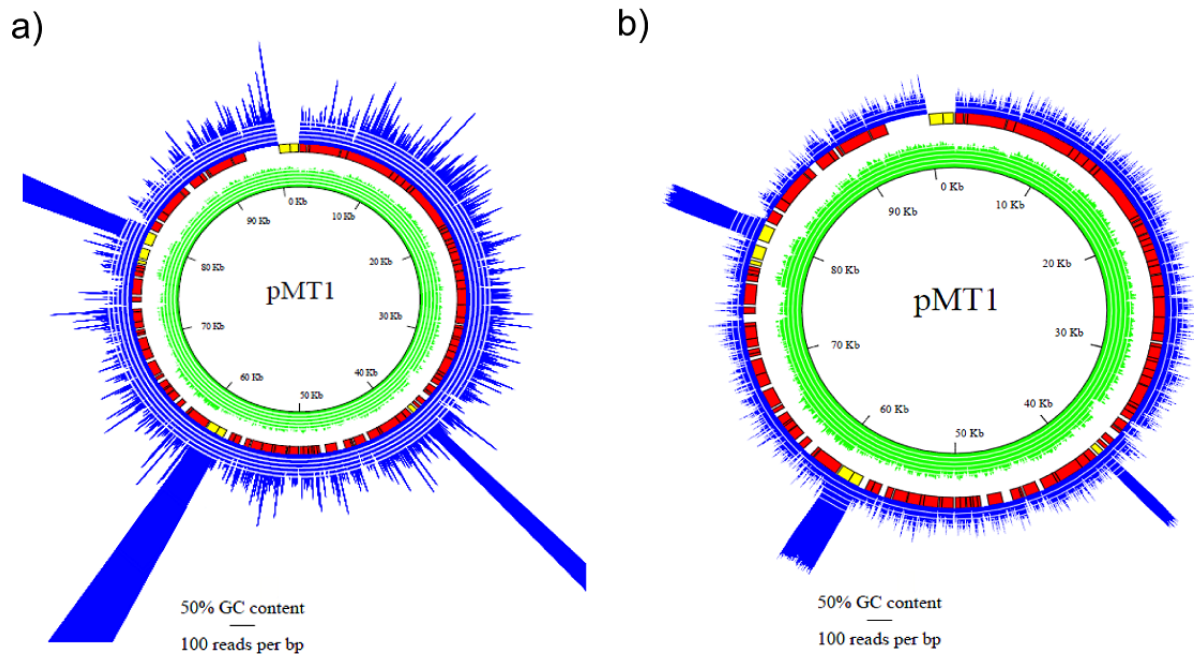 a)
0 Kb
10 Kb
20 Kb
30 Kb
40 Kb
50 Kb
60 Kb
70 Kb
80 Kb
90 Kb
pMT1
50% GC content
100 reads per bp
b)
0 Kb
10 Kb
20 Kb
30 Kb
40 Kb
50 Kb
60 Kb
70 Kb
80 Kb
90 Kb
pMT1
50% GC content
100 reads per bp